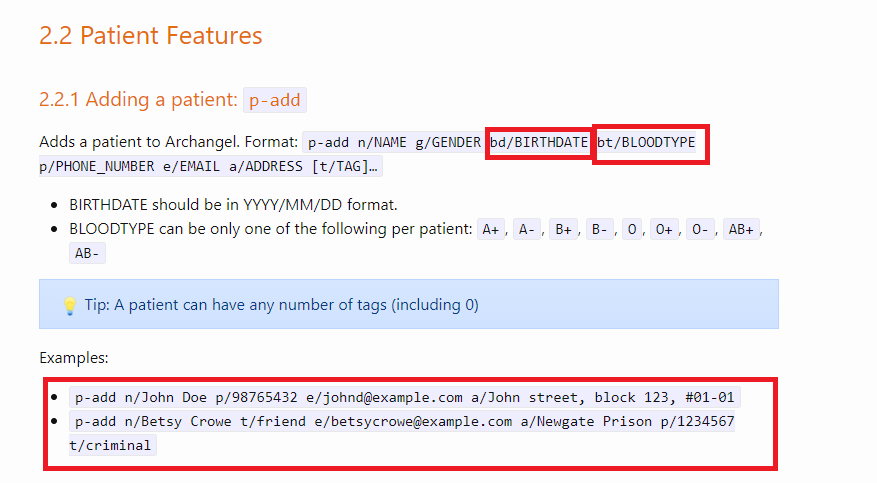 2.2 Patient Features
2.2.1 Adding a patient: p-add
Adds a patient to Archangel. Format: p-add n/NAME g/GENDER bd/BIRTHDATE bt/BLOODTYPE
p/PHONE_NUMBER e/EMAIL a/ADDRESS [t/TAG]…
• BIRTHDATE should be in YYYY/MM/DD format.
• BLOODTYPE can be only one of the following per patient: A+, A-, B+, B-, O, O+, O-, AB+,
AB-
💡 Tip: A patient can have any number of tags (including 0)
Examples:
• p-add n/John Doe p/98765432 e/johnd@example.com a/John street, block 123, #01-01
• p-add n/Betsy Crowe t/friend e/betsycrowe@example.com a/Newgate Prison p/1234567
t/criminal